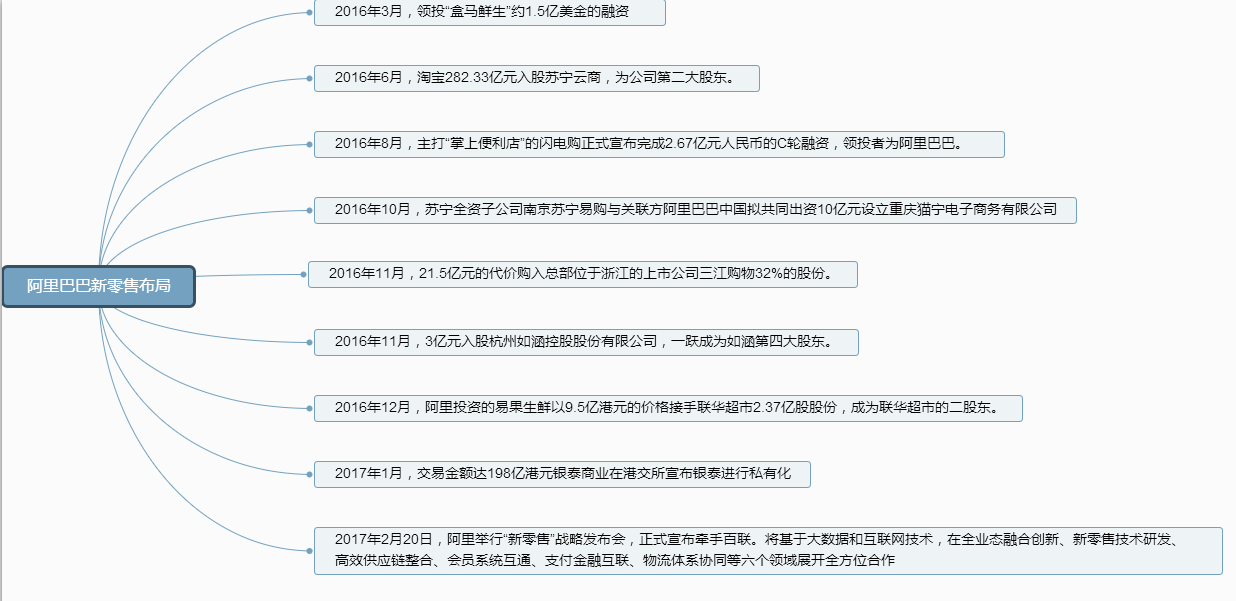 2016年3月，领投“盒马鲜生”约1.5亿美金的融资
2016年6月，淘宝282.33亿元入股苏宁云商，为公司第二大股东。
2016年8月，主打“掌上便利店”的闪电购正式宣布完成2.67亿元人民币的C轮融资，领投者为阿里巴巴。
2016年10月，苏宁全资子公司南京苏宁易购与关联方阿里巴巴中国拟共同出资10亿元设立重庆猫宁电子商务有限公司
阿里巴巴新零售布局
2016年11月，21.5亿元的代价购入总部位于浙江的上市公司三江购物32%的股份。
2016年11月，3亿元入股杭州如涵控股股份有限公司，一跃成为如涵第四大股东。
2016年12月，阿里投资的易果生鲜以9.5亿港元的价格接手联华超市2.37亿股股份，成为联华超市的二股东。
2017年1月，交易金额达198亿港元银泰商业在港交所宣布银泰进行私有化
2017年2月20日，阿里举行“新零售”战略发布会，正式宣布牵手百联。将基于大数据和互联网技术，在全业态融合创新、新零售技术研发、
高效供应链整合、会员系统互通、支付金融互联、物流体系协同等六个领域展开全方位合作